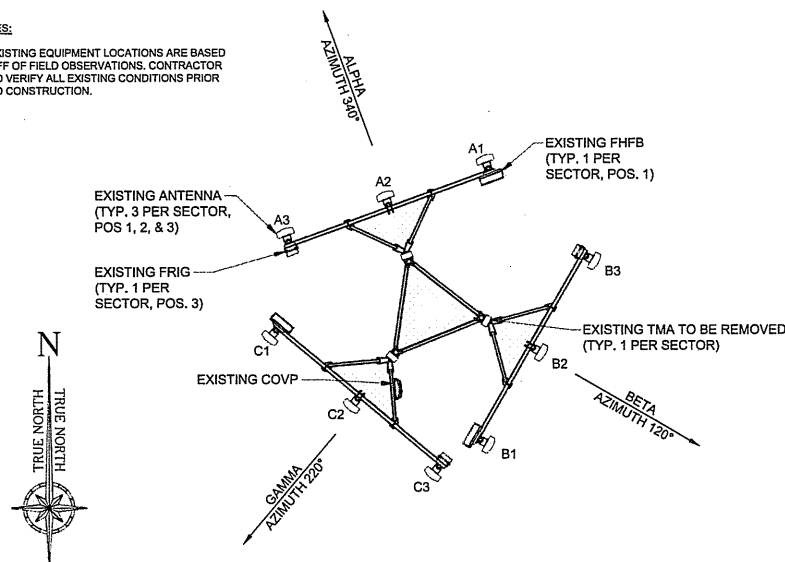 ES:
XISTING EQUIPMENT LOCATIONS ARE BASED
FF OF FIELD OBSERVATIONS. CONTRACTOR
O VERIFY ALL EXISTING CONDITIONS PRIOR
O CONSTRUCTION.
ALPHA
AZIMUTH 340°
A1
A2
A3
EXISTING FHFB
(TYP. 1 PER
SECTOR, POS. 1)
EXISTING ANTENNA
(TYP. 3 PER SECTOR,
POS 1, 2, & 3)
EXISTING FRIG
(TYP. 1 PER
SECTOR, POS. 3)
B3
EXISTING TMA TO BE REMOVED
(TYP. 1 PER SECTOR)
B2
B1
BETA
AZIMUTH 120°
C1
EXISTING COVP
C2
C3
GAMMA
AZIMUTH 220°
N
TRUE NORTH
TRUE NORTH